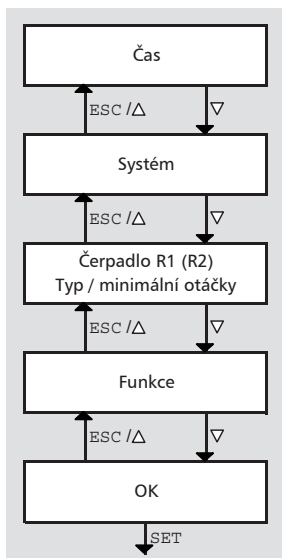 Čas
ESC /△ ▽
Systém
ESC /△ ▽
Čerpadlo R1 (R2)
Typ / minimální otáčky
ESC /△ ▽
Funkce
ESC /△ ▽
OK
SET